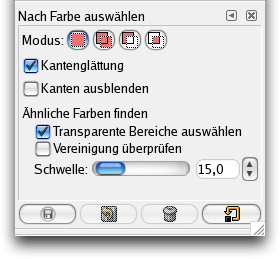 Nach Farbe auswählen
Modus:
Kantenglättung
Kanten ausblenden
Ähnliche Farben finden
Transparente Bereiche auswählen
Vereinigung überprüfen
Schwelle: 15,0